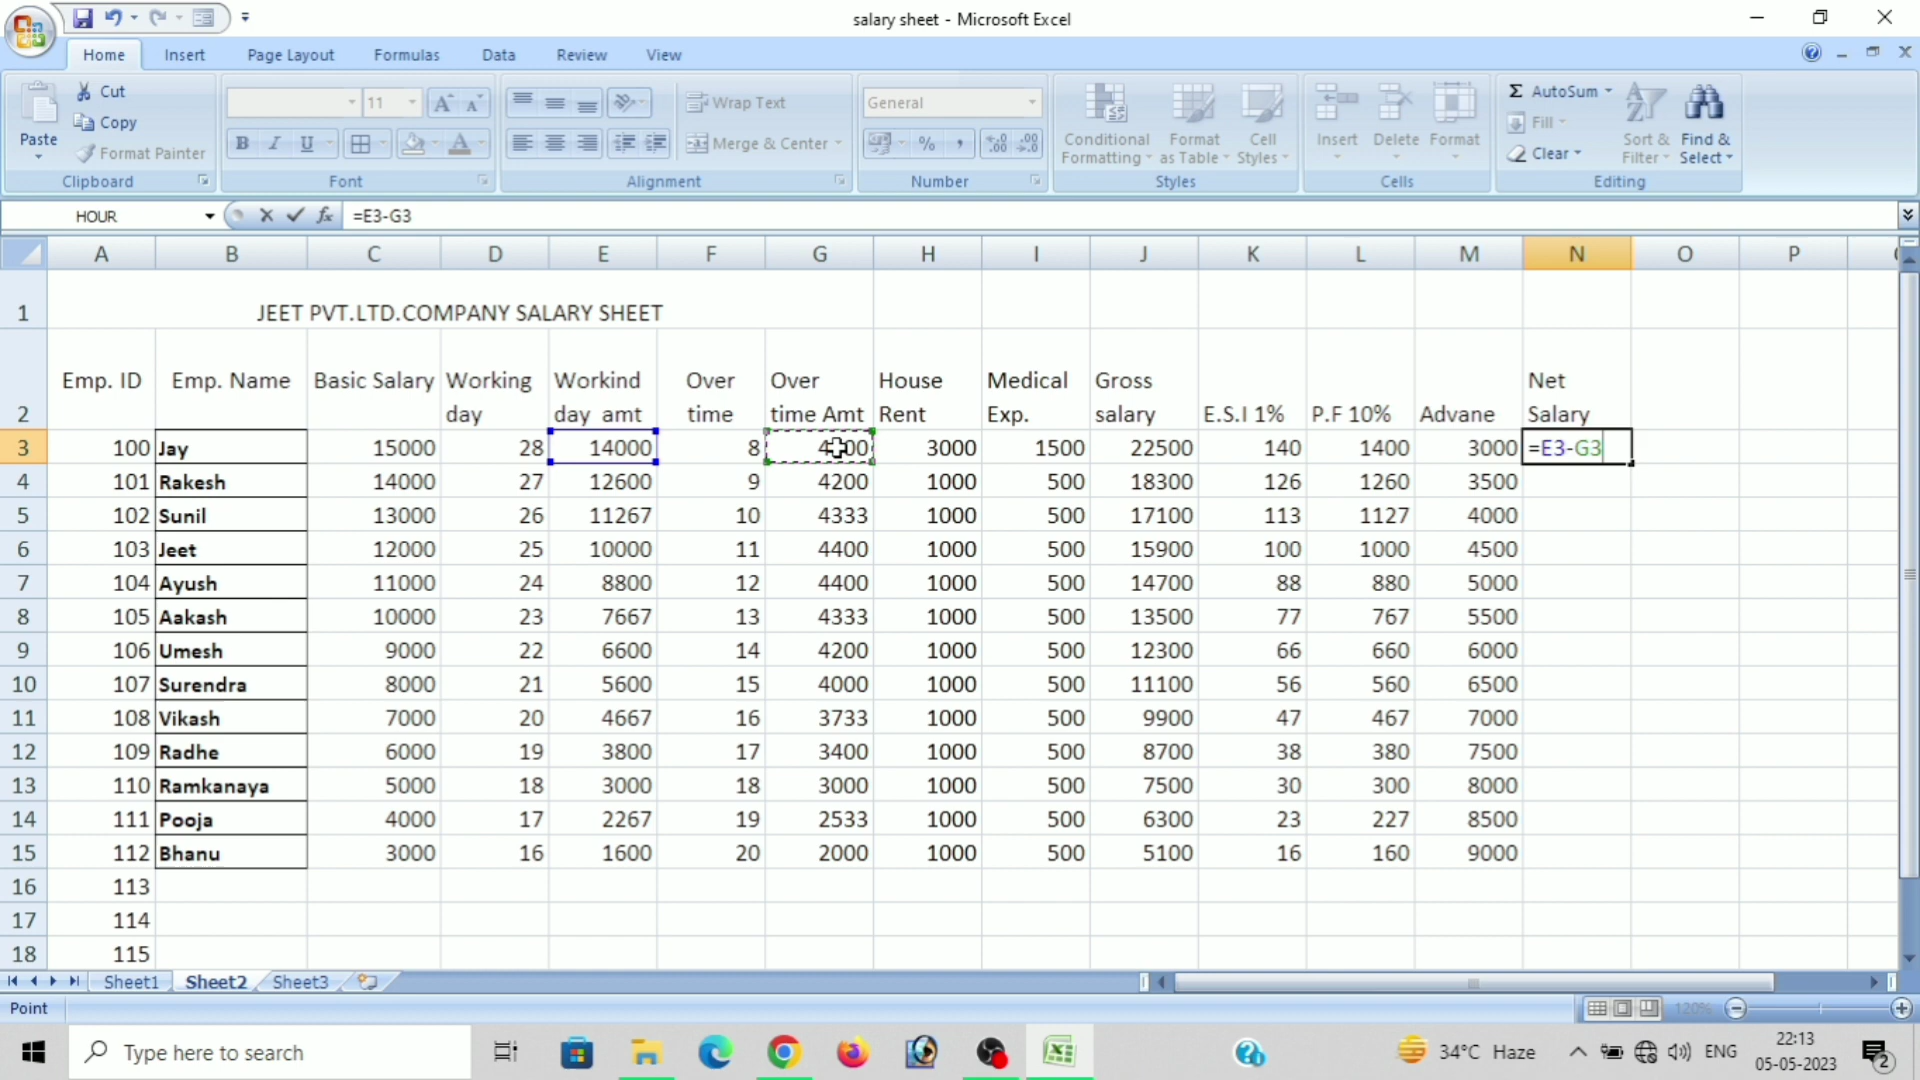 salary sheet - Microsoft Excel
Home Insert Page Layout Formulas Data Review View
Paste
Cut
Copy
Format Painter
Clipboard
11
A A
B I U A
Font
Wrap Text
Merge & Center
Alignment
General
% , .0 .00 .00 .0
Number
Conditional Formatting
Format as Table
Cell Styles
Styles
Insert Delete Format
Cells
Σ AutoSum
Fill
Clear
Sort & Filter
Find & Select
Editing
HOUR fx =E3-G3
A B C D E F G H I J K L M N O P
1 JEET PVT.LTD.COMPANY SALARY SHEET
2 Emp. ID Emp. Name Basic Salary Working day Workind day amt Over time Over time Amt House Rent Medical Exp. Gross salary E.S.I 1% P.F 10% Advane Net Salary
3 100 Jay 15000 28 14000 8 4000 3000 1500 22500 140 1400 3000 =E3-G3
4 101 Rakesh 14000 27 12600 9 4200 1000 500 18300 126 1260 3500
5 102 Sunil 13000 26 11267 10 4333 1000 500 17100 113 1127 4000
6 103 Jeet 12000 25 10000 11 4400 1000 500 15900 100 1000 4500
7 104 Ayush 11000 24 8800 12 4400 1000 500 14700 88 880 5000
8 105 Aakash 10000 23 7667 13 4333 1000 500 13500 77 767 5500
9 106 Umesh 9000 22 6600 14 4200 1000 500 12300 66 660 6000
10 107 Surendra 8000 21 5600 15 4000 1000 500 11100 56 560 6500
11 108 Vikash 7000 20 4667 16 3733 1000 500 9900 47 467 7000
12 109 Radhe 6000 19 3800 17 3400 1000 500 8700 38 380 7500
13 110 Ramkanaya 5000 18 3000 18 3000 1000 500 7500 30 300 8000
14 111 Pooja 4000 17 2267 19 2533 1000 500 6300 23 227 8500
15 112 Bhanu 3000 16 1600 20 2000 1000 500 5100 16 160 9000
16 113
17 114
18 115
Sheet1 Sheet2 Sheet3
Point 120%
Type here to search
34°C Haze
ENG
22:13
05-05-2023
2